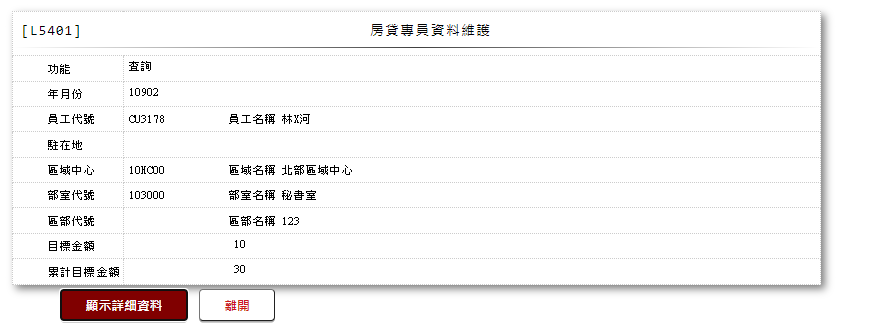 [L5401] 房貸專員資料維護
功能 查詢
年月份 10902
員工代號 CU3178 員工名稱 林X河
駐在地
區域中心 10HC00 區域名稱 北部區域中心
部室代號 103000 部室名稱 秘書室
區部代號 區部名稱 123
目標金額 10
累計目標金額 30
顯示詳細資料 離開